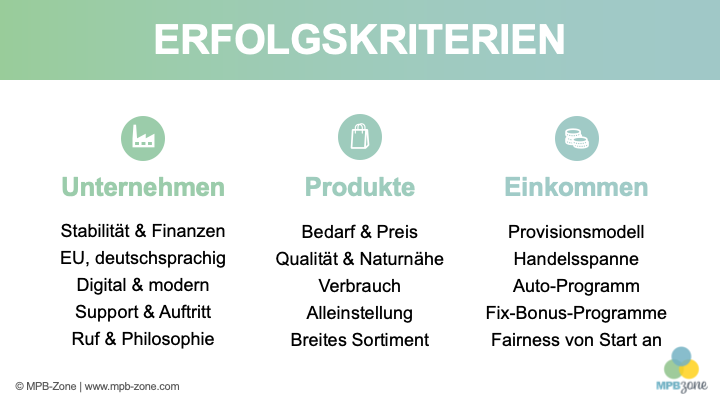 ERFOLGSKRITERIEN
Unternehmen
Stabilität & Finanzen
EU, deutschsprachig
Digital & modern
Support & Auftritt
Ruf & Philosophie
Produkte
Bedarf & Preis
Qualität & Naturnähe
Verbrauch
Alleinstellung
Breites Sortiment
Einkommen
Provisionsmodell
Handelsspanne
Auto-Programm
Fix-Bonus-Programme
Fairness von Start an
© MPB-Zone | www.mpb-zone.com
MPBzone